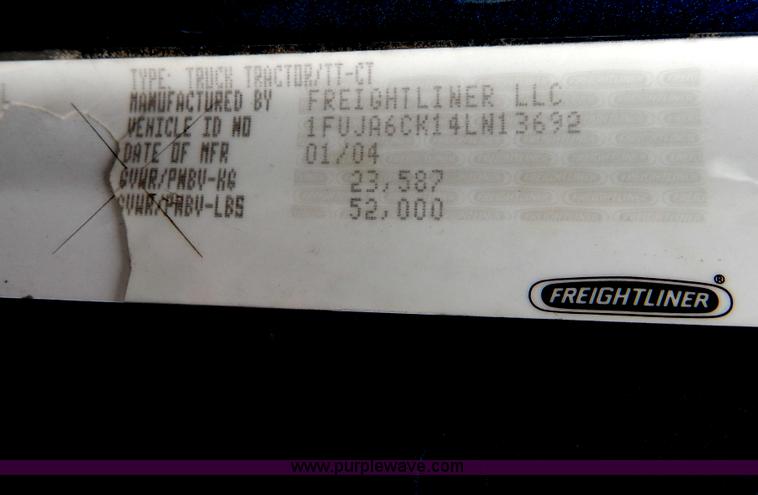 TYPE: TRUCK TRACTOR/TT-CT
MANUFACTURED BY FREIGHTLINER LLC
VEHICLE ID NO 1FUJA6CK14LN13692
DATE OF MFR 01/04
GVWR/PNBV-KG 23,587
GVWR/PNBV-LBS 52,000
FREIGHTLINER®
www.purplewave.com